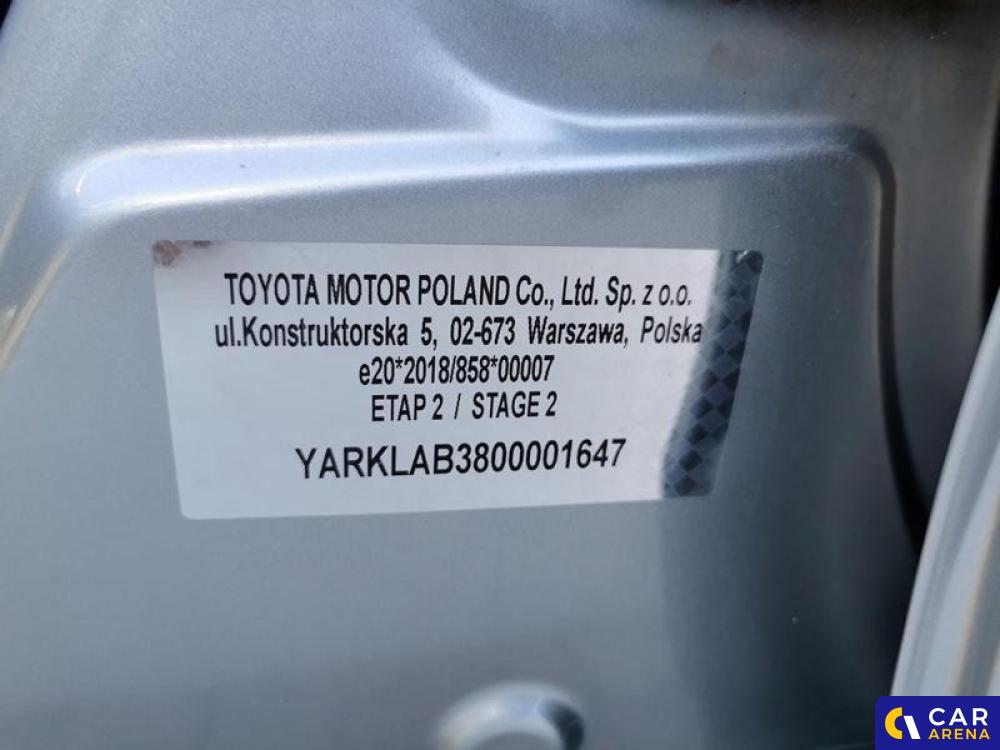 TOYOTA MOTOR POLAND Co., Ltd. Sp. z o.o.
ul.Konstruktorska 5, 02-673 Warszawa, Polska
e20*2018/858*00007
ETAP 2 / STAGE 2
YARKLAB3800001647
CAR
ARENA